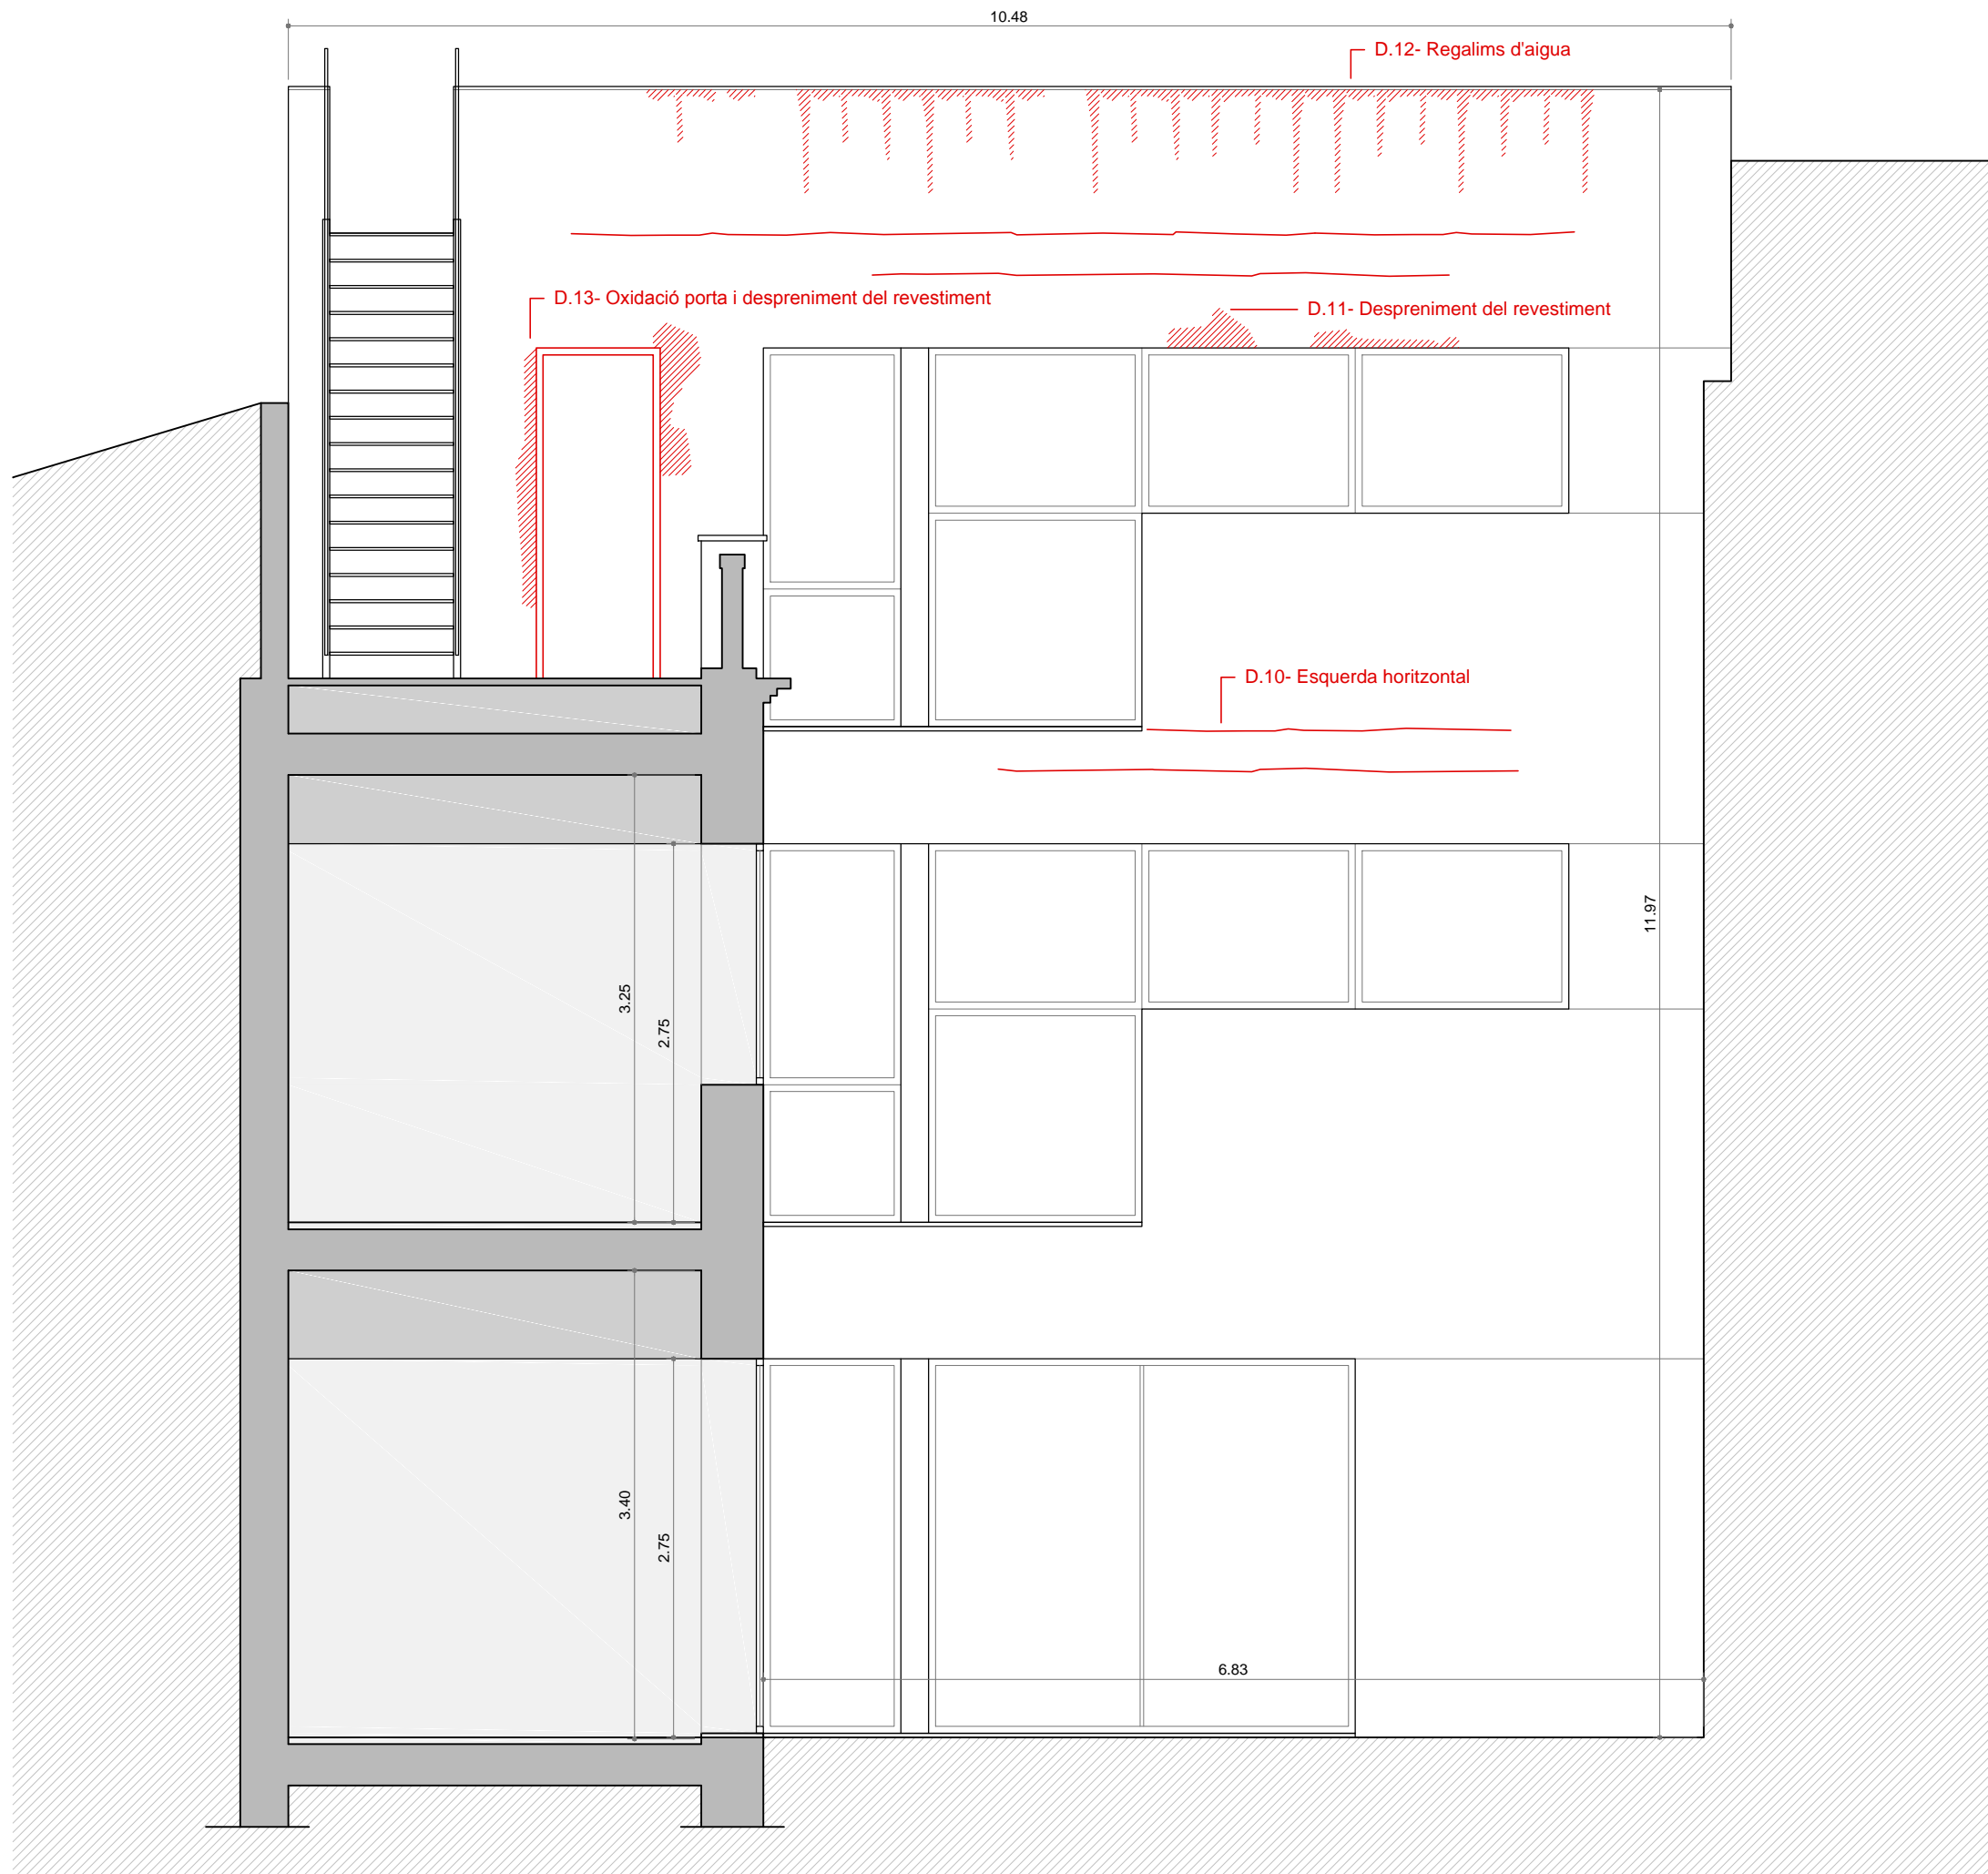 10.48
D.12- Regalims d'aigua
D.13- Oxidació porta i despreniment del revestiment
D.11- Despreniment del revestiment
D.10- Esquerda horitzontal
11.97
3.25
2.75
3.40
2.75
6.83